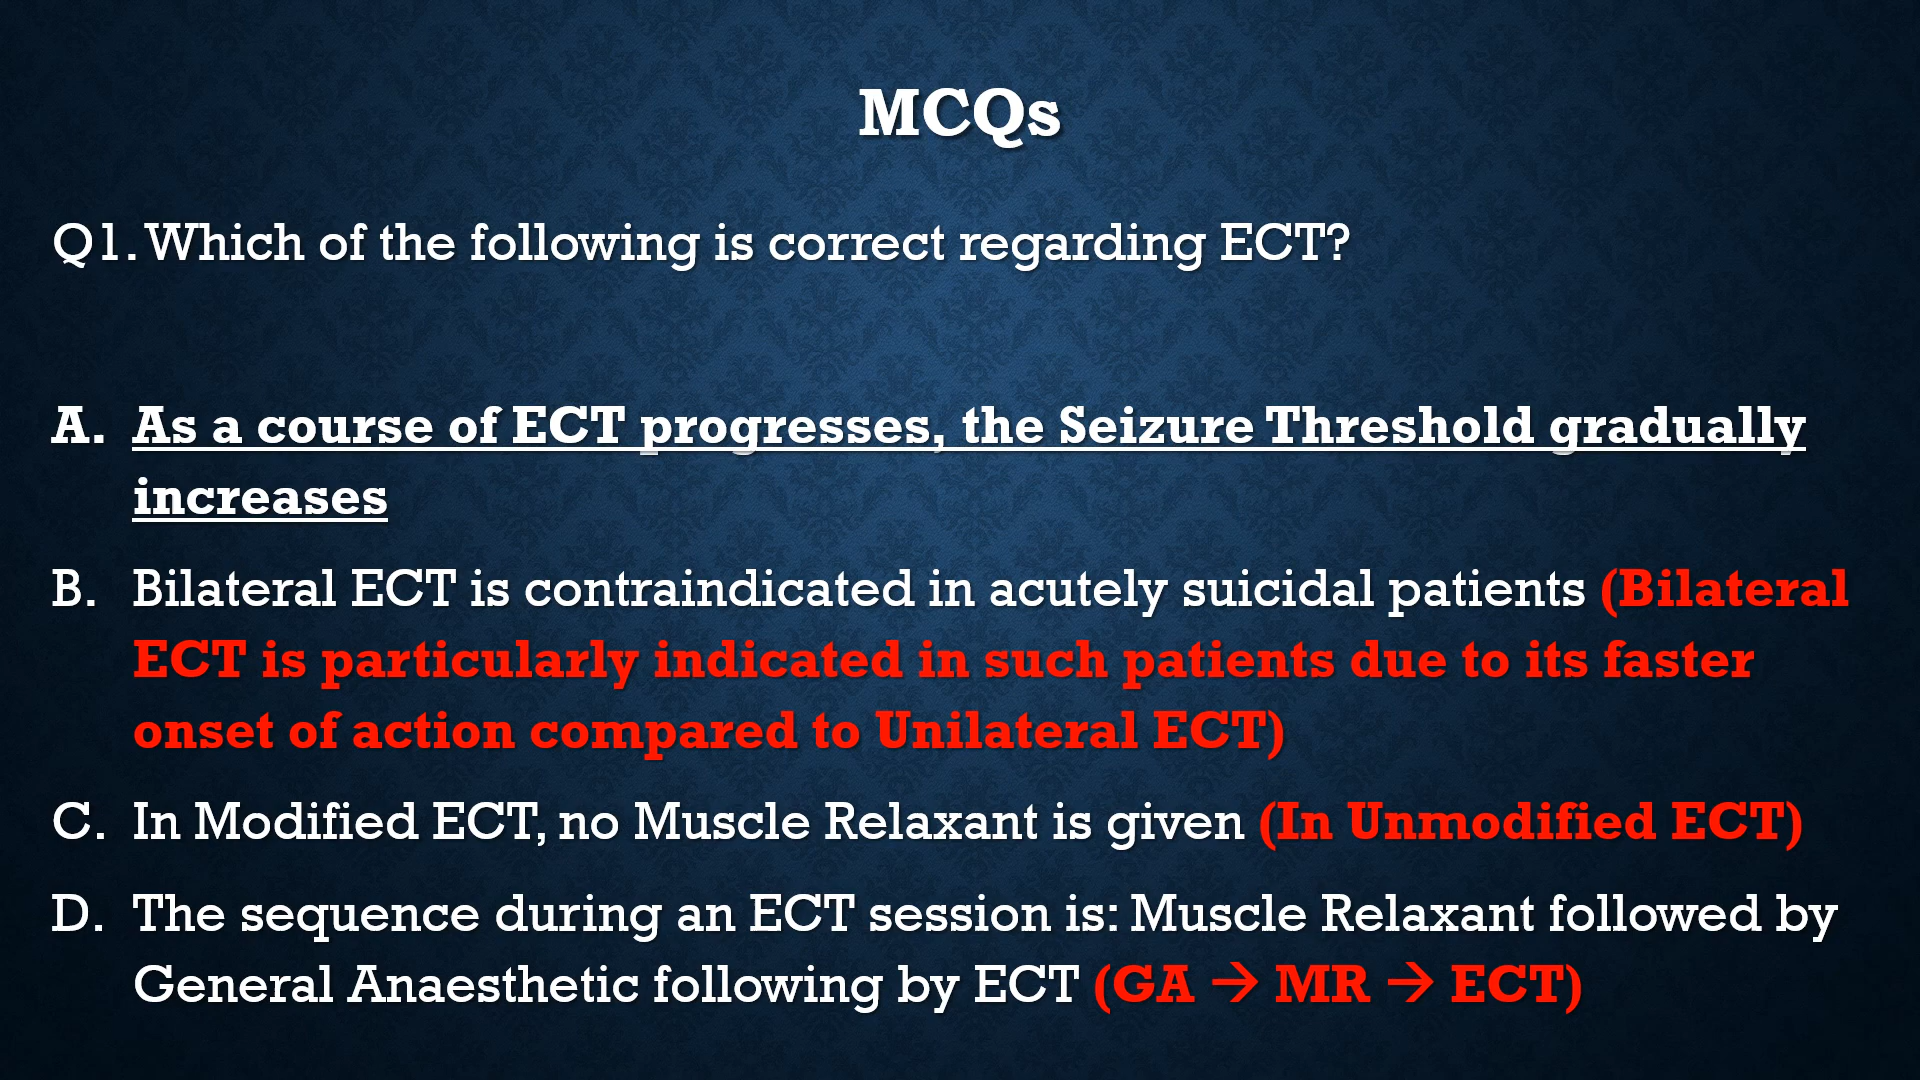 MCQs
Q1. Which of the following is correct regarding ECT?
A. As a course of ECT progresses, the Seizure Threshold gradually
increases
B. Bilateral ECT is contraindicated in acutely suicidal patients (Bilateral
ECT is particularly indicated in such patients due to its faster
onset of action compared to Unilateral ECT)
C. In Modified ECT, no Muscle Relaxant is given (In Unmodified ECT)
D. The sequence during an ECT session is: Muscle Relaxant followed by
General Anaesthetic following by ECT (GA → MR → ECT)